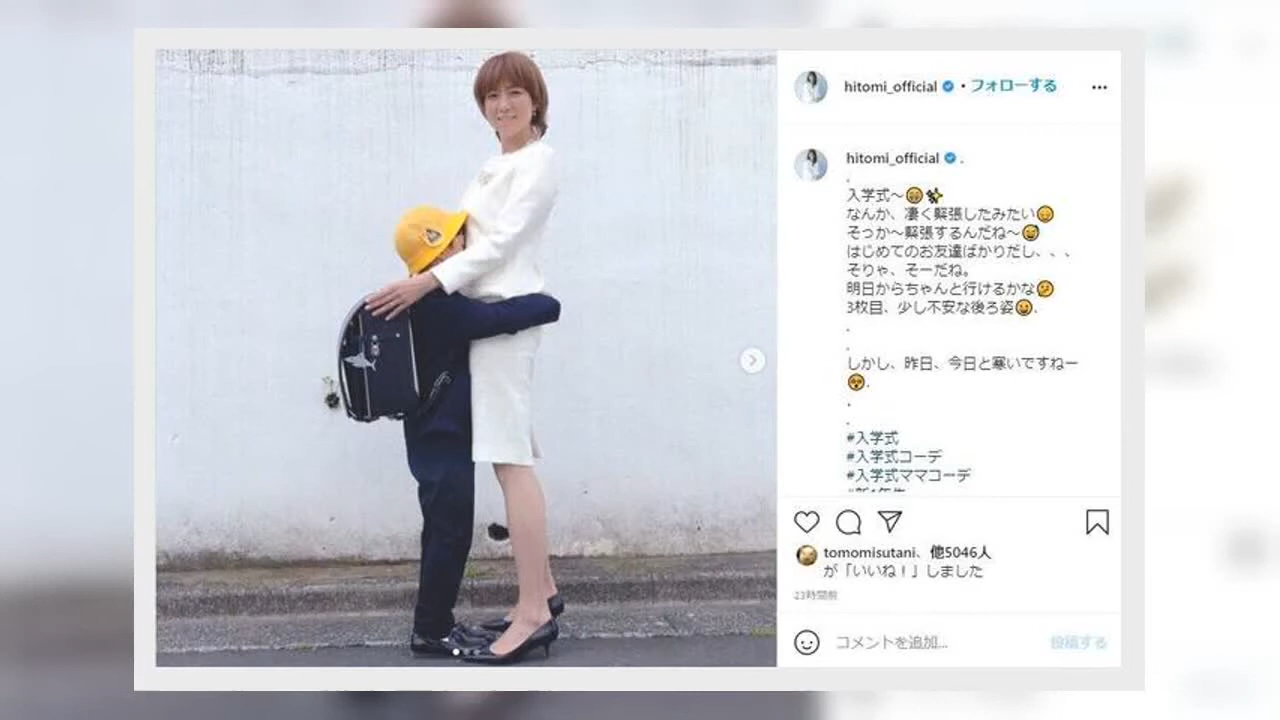 hitomi_official • フォローする
hitomi_official .
.
入学式〜😁✨
なんか、凄く緊張したみたい😌
そっか〜緊張するんだね〜😅
はじめてのお友達ばかりだし、、、
そりゃ、そーだね。
明日からちゃんと行けるかな🤔
3枚目、少し不安な後ろ姿😀.
.
.
しかし、昨日、今日と寒いですねー
😵.
.
.
#入学式
#入学式コーデ
#入学式ママコーデ
tomomisutani、他5046人
が「いいね!」しました
23時間前
コメントを追加...
投稿する